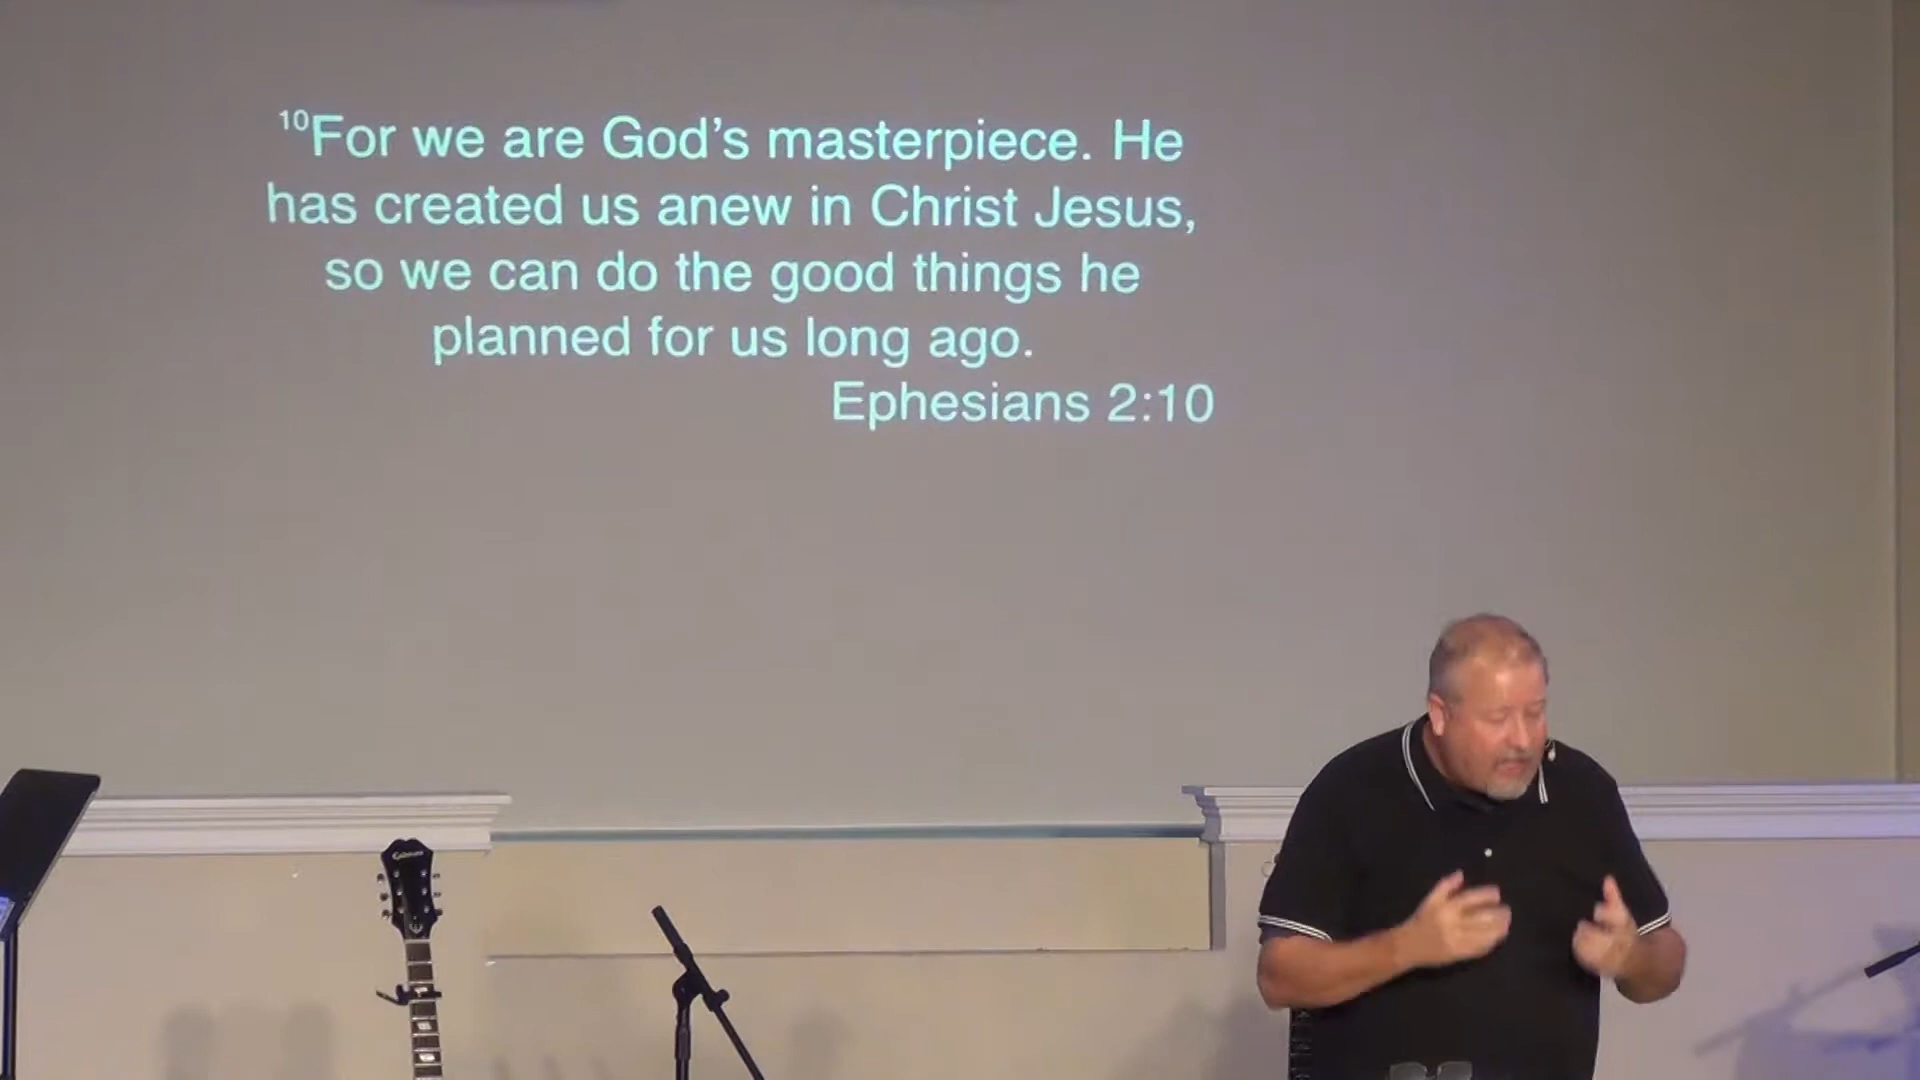 ¹⁰For we are God’s masterpiece. He
has created us anew in Christ Jesus,
so we can do the good things he
planned for us long ago.
Ephesians 2:10